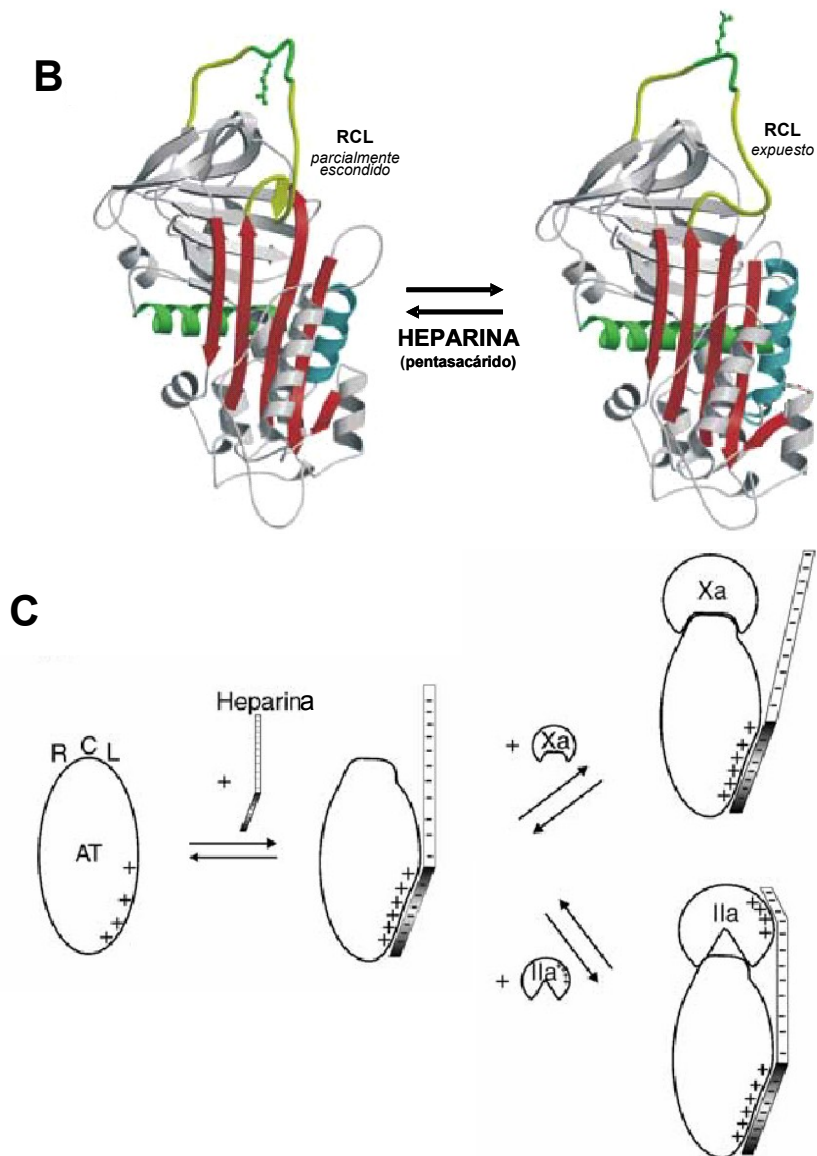 B
RCL
parcialmente
escondido
RCL
expuesto
HEPARINA
(pentasacárido)
C
Heparina
+
R C L
AT
+
+
+
+
+
+
+
+
+
+ Xa
Xa
+
+
+
+
+
+ IIa
IIa
+
+
+
+
+
+
+
+